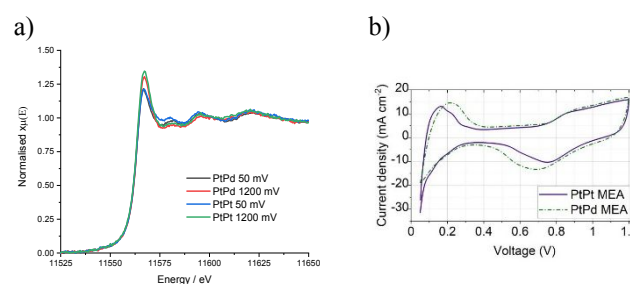 a)
Normalised xμ(E)
1.50
1.25
1.00
0.75
0.50
0.25
0.00
PtPd 50 mV
PtPd 1200 mV
PtPt 50 mV
PtPt 1200 mV
11525 11550 11575 11600 11625 11650
Energy / eV
b)
Current density (mA cm⁻²)
20
10
0
-10
-20
-30
PtPt MEA
PtPd MEA
0 0.2 0.4 0.6 0.8 1 1.2
Voltage (V)